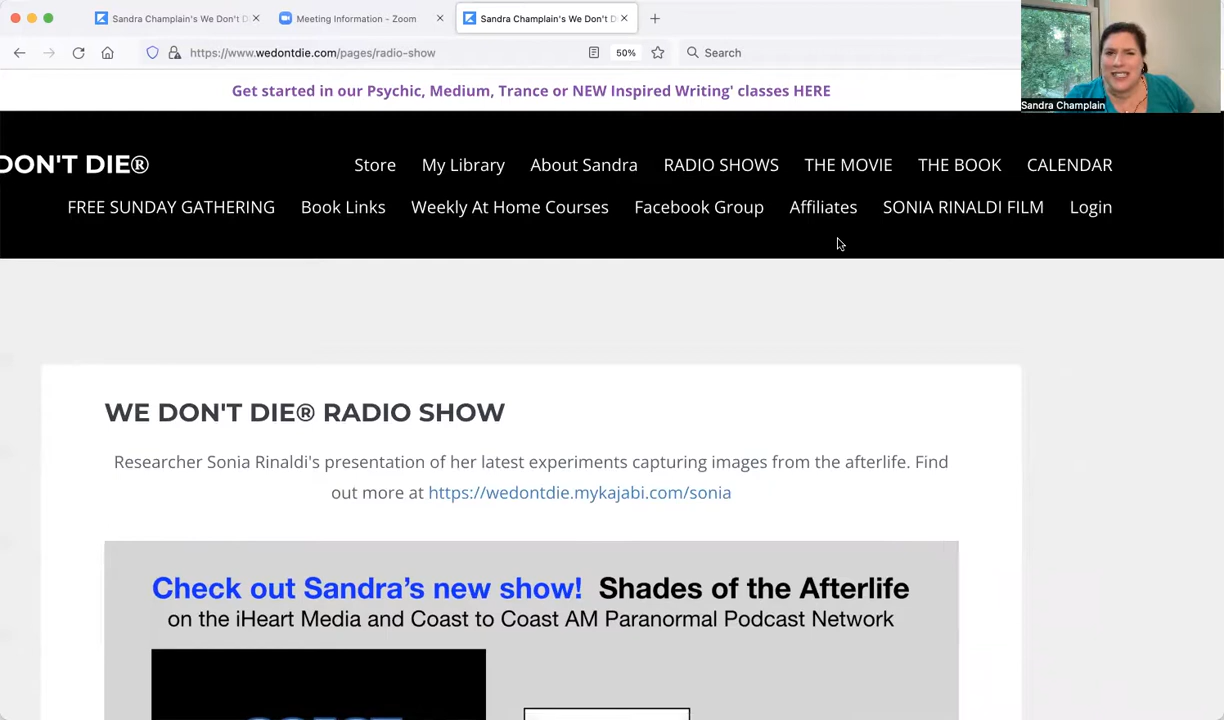 Sandra Champlain's We Don't D
Meeting Information - Zoom
Sandra Champlain's We Don't D
https://www.wedontdie.com/pages/radio-show
50%
Search
Sandra Champlain
Get started in our Psychic, Medium, Trance or NEW Inspired Writing' classes HERE
DON'T DIE®
Store My Library About Sandra RADIO SHOWS THE MOVIE THE BOOK CALENDAR
FREE SUNDAY GATHERING Book Links Weekly At Home Courses Facebook Group Affiliates SONIA RINALDI FILM Login
WE DON'T DIE® RADIO SHOW
Researcher Sonia Rinaldi's presentation of her latest experiments capturing images from the afterlife. Find
out more at https://wedontdie.mykajabi.com/sonia
Check out Sandra's new show! Shades of the Afterlife
on the iHeart Media and Coast to Coast AM Paranormal Podcast Network